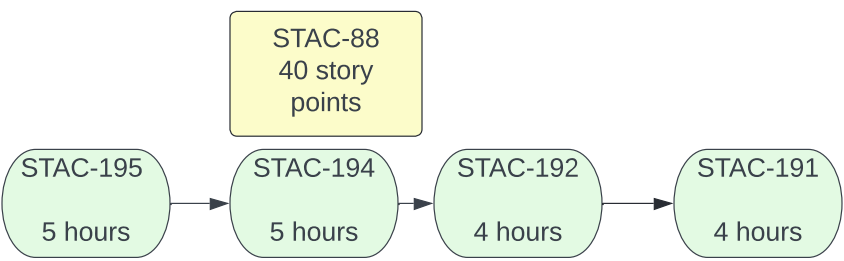 STAC-88
40 story
points
STAC-195
5 hours
STAC-194
5 hours
STAC-192
4 hours
STAC-191
4 hours